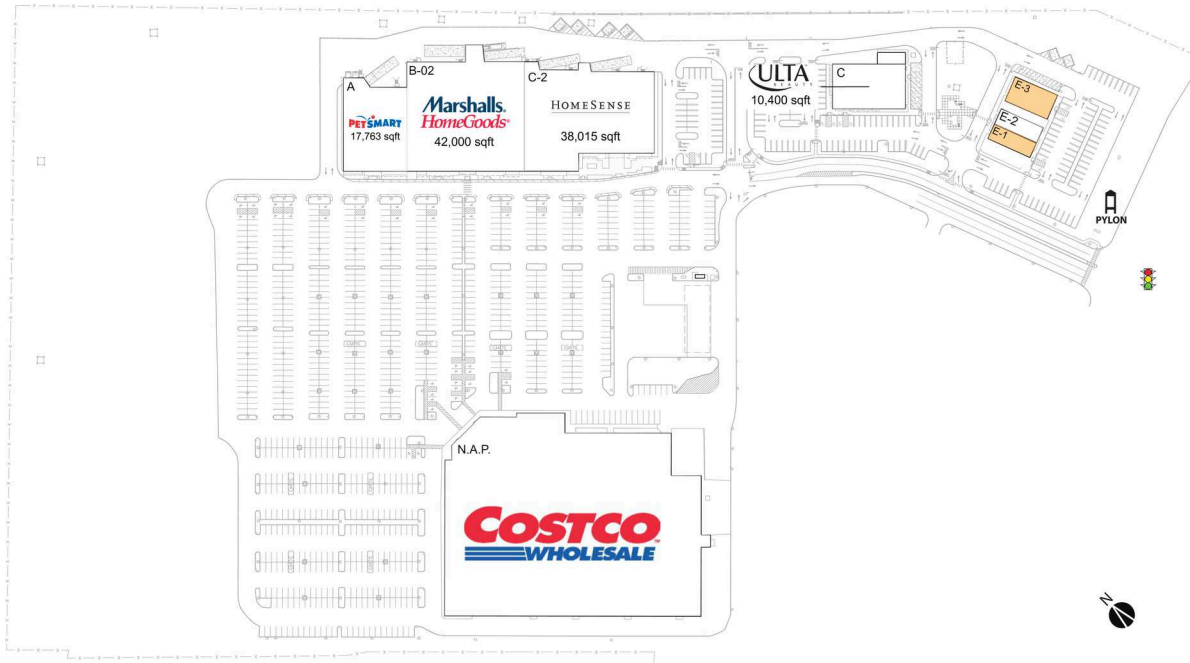 A
PETSMART
17,763 sqft
B-02
Marshalls.
HomeGoods®
42,000 sqft
C-2
HOMESENSE
38,015 sqft
ULTA
BEAUTY
10,400 sqft
C
E-3
E-2
E-1
PYLON
N.A.P.
COSTCO
WHOLESALE
N